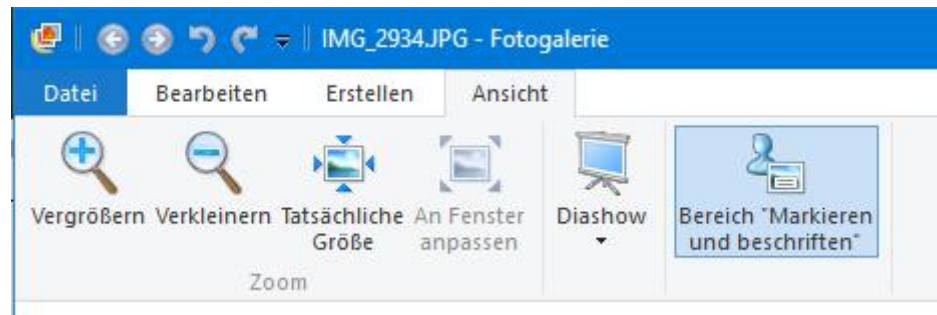 IMG_2934.JPG - Fotogalerie
Datei Bearbeiten Erstellen Ansicht
Vergrößern Verkleinern Tatsächliche Größe An Fenster anpassen Diashow Bereich "Markieren und beschriften"
Zoom